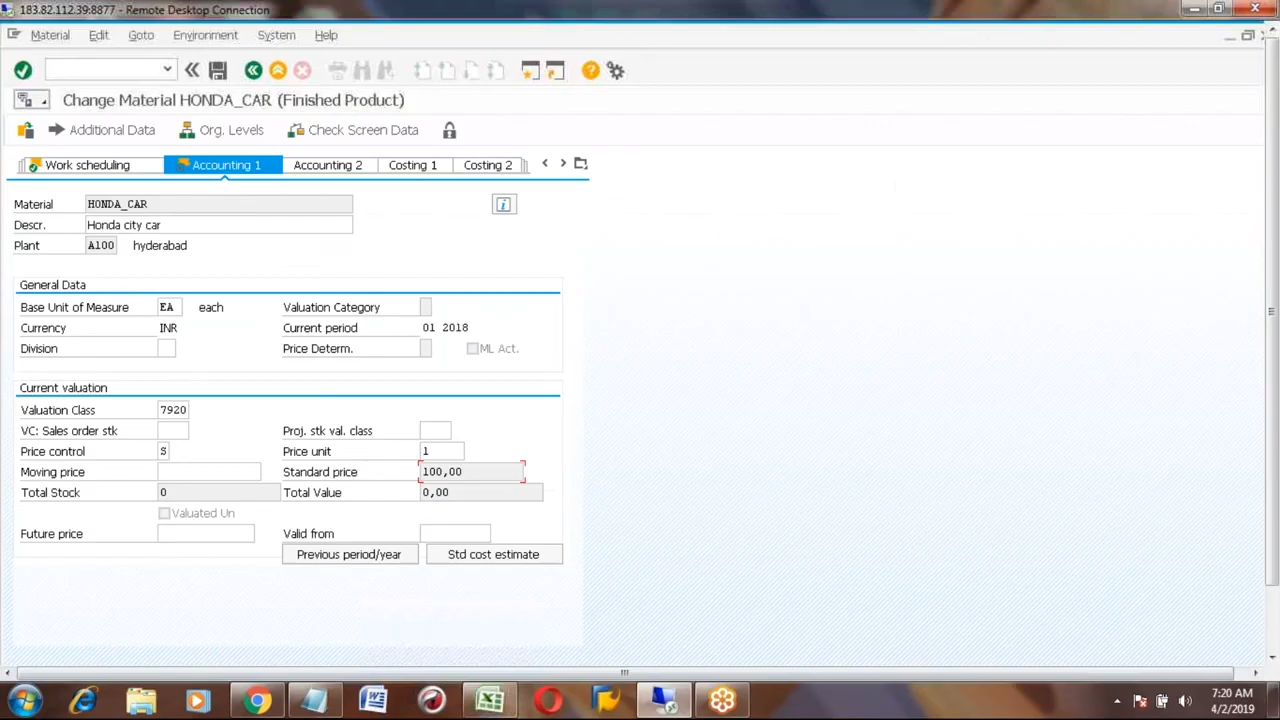 183.82.112.39:8877 - Remote Desktop Connection
Material Edit Goto Environment System Help
Change Material HONDA_CAR (Finished Product)
Additional Data Org. Levels Check Screen Data
Work scheduling Accounting 1 Accounting 2 Costing 1 Costing 2
Material HONDA_CAR
Descr. Honda city car
Plant A100 hyderabad
General Data
Base Unit of Measure EA each Valuation Category
Currency INR Current period 01 2018
Division Price Determ. ML Act.
Current valuation
Valuation Class 7920
VC: Sales order stk Proj. stk val. class
Price control S Price unit 1
Moving price Standard price 100,00
Total Stock 0 Total Value 0,00
Valuated Un
Future price Valid from
Previous period/year Std cost estimate
7:20 AM
4/2/2019